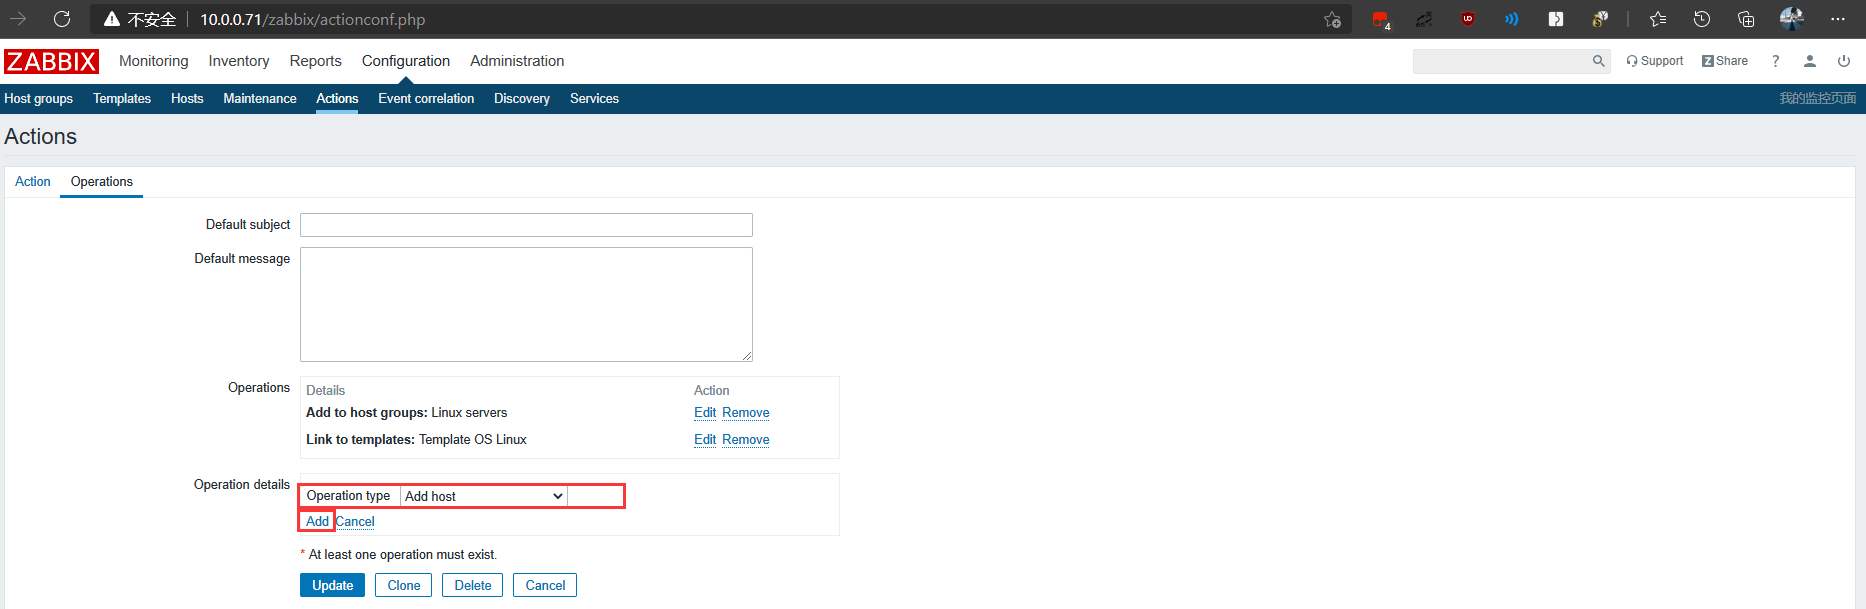 不安全 10.0.0.71/zabbix/actionconf.php
4 UD
ZABBIX Monitoring Inventory Reports Configuration Administration Support Z Share ?
Host groups Templates Hosts Maintenance Actions Event correlation Discovery Services 我的监控页面
Actions
Action Operations
Default subject
Default message
Operations Details Action
Add to host groups: Linux servers Edit Remove
Link to templates: Template OS Linux Edit Remove
Operation details
Operation type Add host
Add Cancel
* At least one operation must exist.
Update Clone Delete Cancel